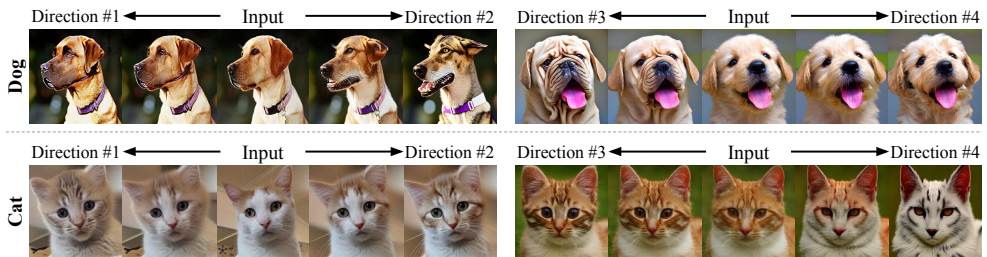 Direction #1 Input Direction #2 Direction #3 Input Direction #4
Dog
Direction #1 Input Direction #2 Direction #3 Input Direction #4
Cat